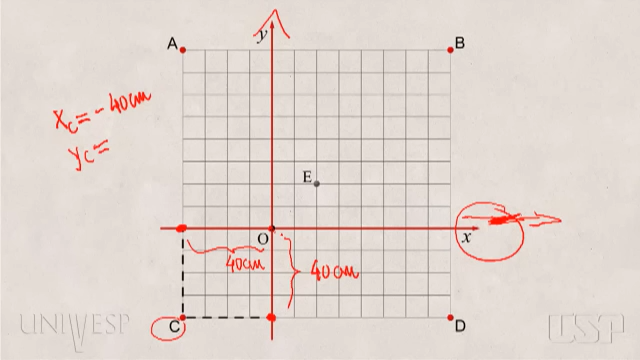 A
y
B
x_C = -40cm
y_C =
E
O
x
40cm
40cm
C
D
UNIVESP
USP